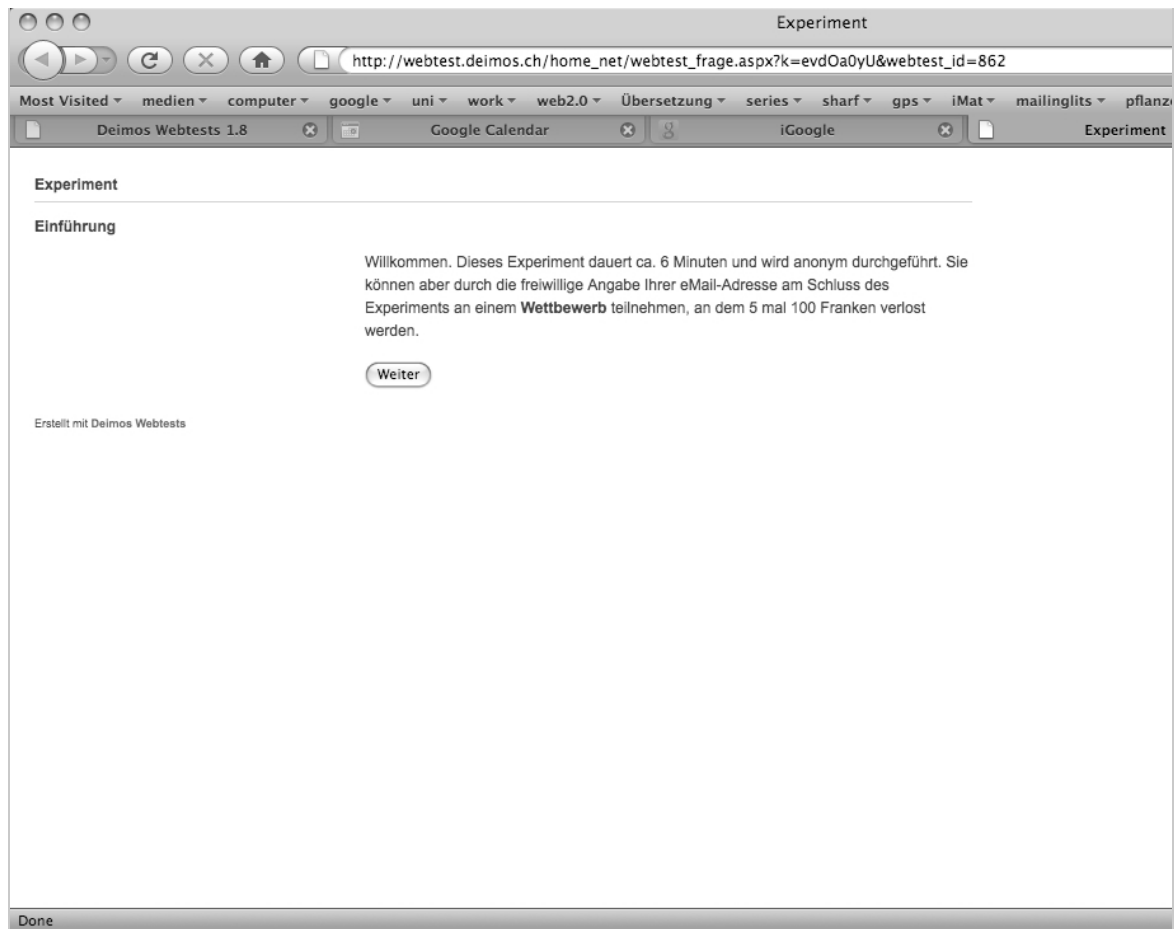 Experiment
http://webtest.deimos.ch/home_net/webtest_frage.aspx?k=evdOa0yU&webtest_id=862
Most Visited medien computer google uni work web2.0 Übersetzung series sharf gps iMat mailinglits pflanz
Deimos Webtests 1.8 Google Calendar iGoogle Experiment
Experiment
Einführung
Willkommen. Dieses Experiment dauert ca. 6 Minuten und wird anonym durchgeführt. Sie
können aber durch die freiwillige Angabe Ihrer eMail-Adresse am Schluss des
Experiments an einem Wettbewerb teilnehmen, an dem 5 mal 100 Franken verlost
werden.
Weiter
Erstellt mit Deimos Webtests
Done